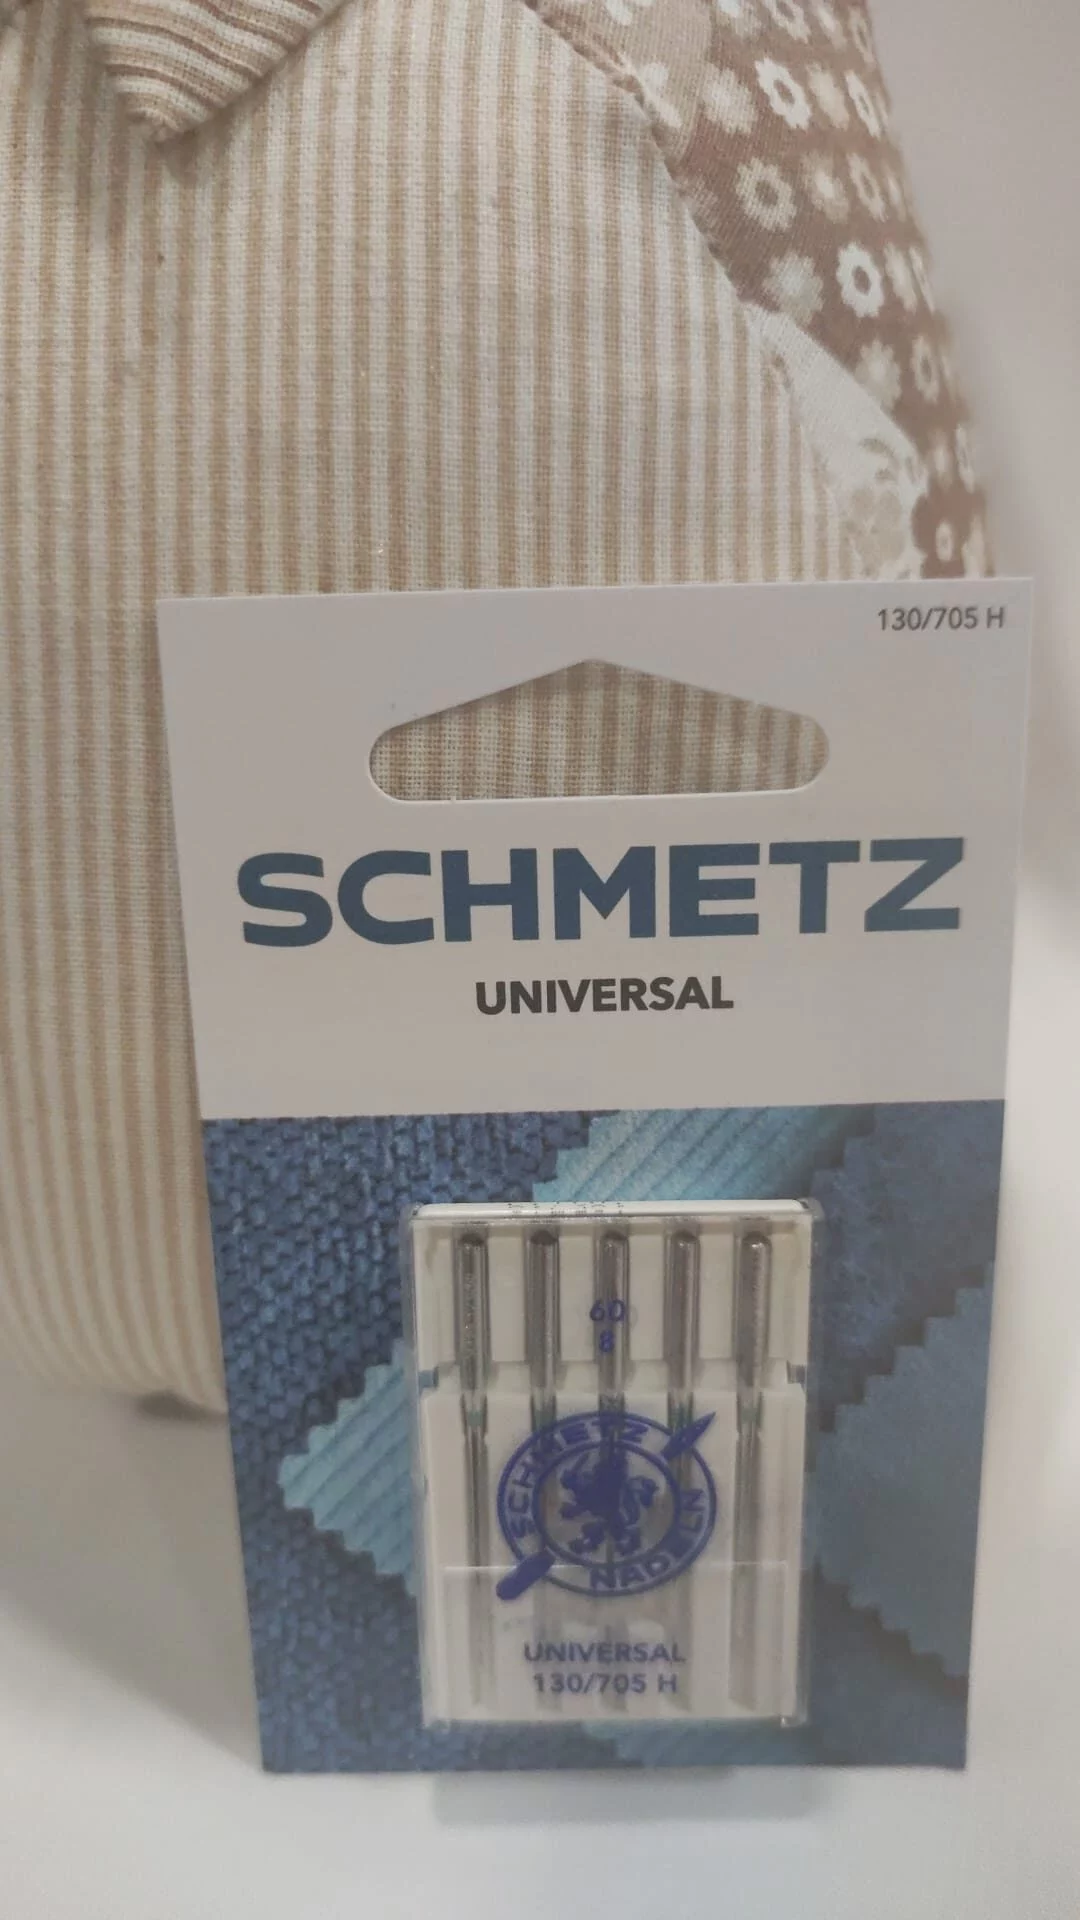 130/705 H
SCHMETZ
UNIVERSAL
60
8
SCHMETZ
NADELN
UNIVERSAL
130/705 H